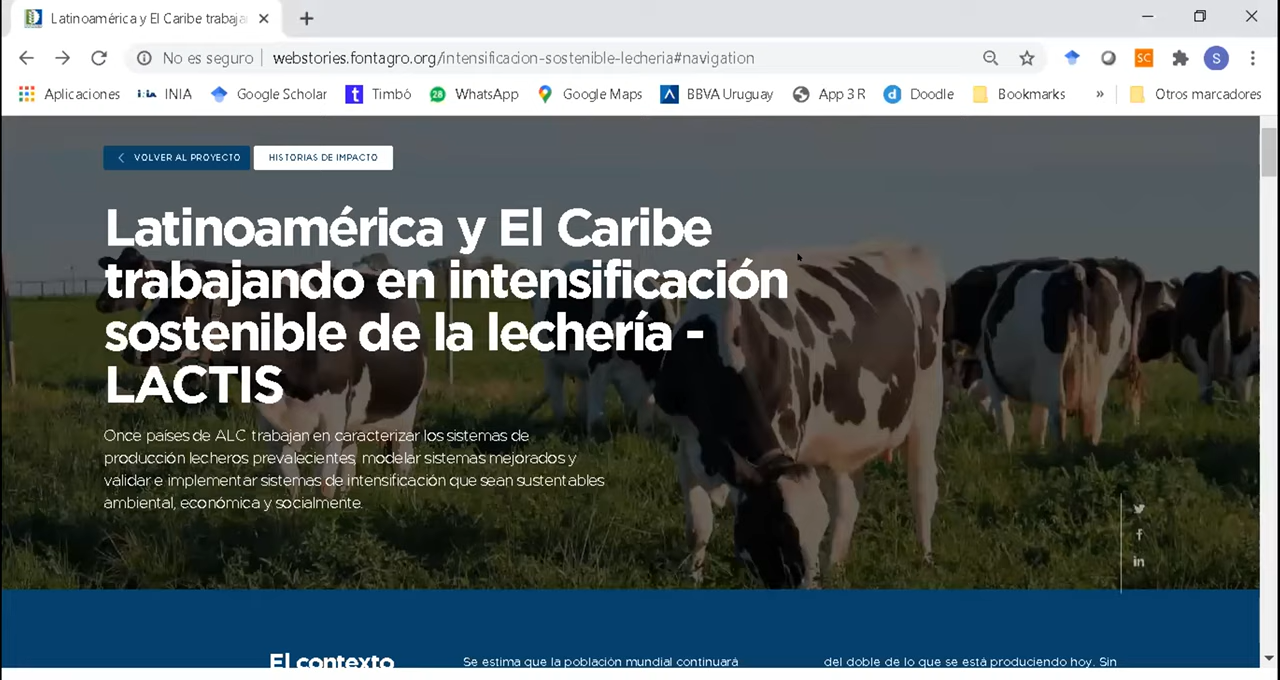 Latinoamérica y El Caribe trabaja
No es seguro
webstories.fontagro.org/intensificacion-sostenible-lecheria#navigation
SC
S
Aplicaciones
INIA
Google Scholar
t
Timbó
28
WhatsApp
Google Maps
BBVA Uruguay
App 3 R
d
Doodle
Bookmarks
»
Otros marcadores
VOLVER AL PROYECTO
HISTORIAS DE IMPACTO
Latinoamérica y El Caribe
trabajando en intensificación
sostenible de la lechería -
LACTIS
Once países de ALC trabajan en caracterizar los sistemas de
producción lecheros prevalecientes, modelar sistemas mejorados y
validar e implementar sistemas de intensificación que sean sustentables
ambiental, económica y socialmente.
El contexto
Se estima que la población mundial continuará
del doble de lo que se está produciendo hoy. Sin